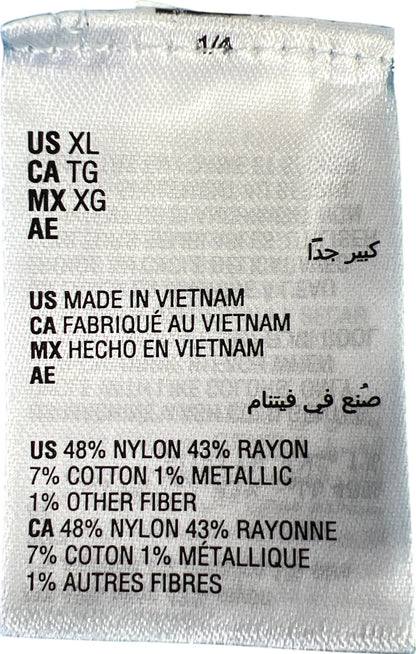 1/4
US XL
CA TG
MX XG
AE
كبير جدًا
US MADE IN VIETNAM
CA FABRIQUÉ AU VIETNAM
MX HECHO EN VIETNAM
AE
صُنع في فيتنام
US 48% NYLON 43% RAYON
7% COTTON 1% METALLIC
1% OTHER FIBER
CA 48% NYLON 43% RAYONNE
7% COTON 1% MÉTALLIQUE
1% AUTRES FIBRES